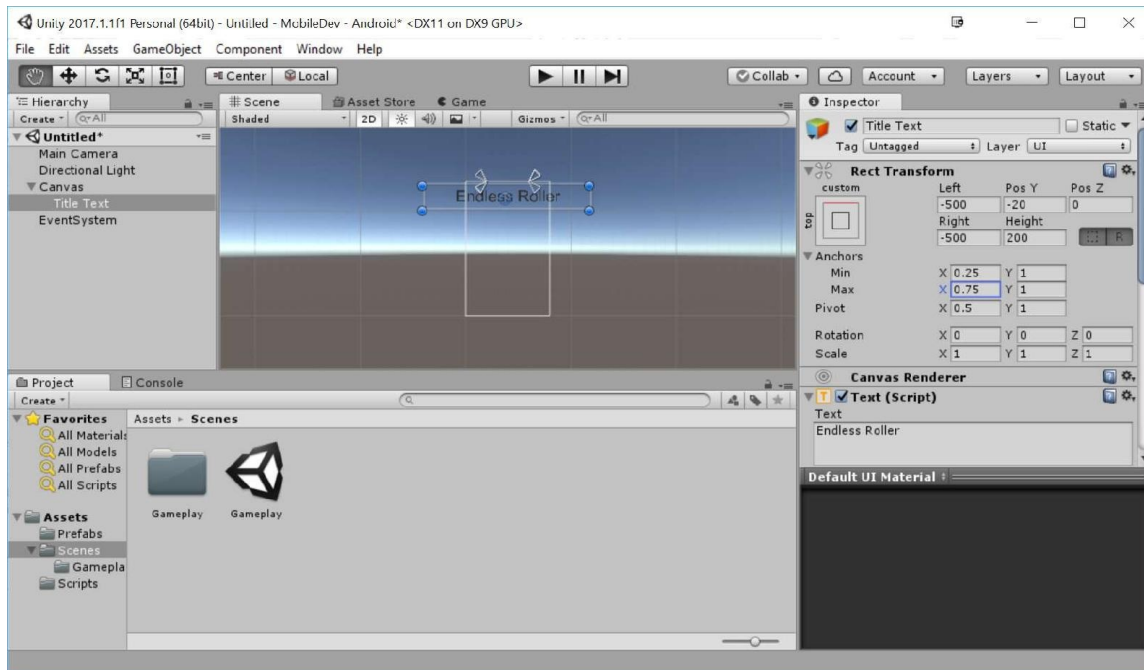 Unity 2017.1.1f1 Personal (64bit) - Untitled - MobileDev - Android* <DX11 on DX9 GPU>
File Edit Assets GameObject Component Window Help
Center Local Collab Account Layers Layout
Hierarchy
Create All
Untitled*
Main Camera
Directional Light
Canvas
Title Text
EventSystem
Scene Asset Store Game
Shaded 2D Gizmos All
Endless Roller
Inspector
Title Text Static
Tag Untagged Layer UI
Rect Transform
custom Left Pos Y Pos Z
top -500 -20 0
Right Height
-500 200 R
Anchors
Min X 0.25 Y 1
Max X 0.75 Y 1
Pivot X 0.5 Y 1
Rotation X 0 Y 0 Z 0
Scale X 1 Y 1 Z 1
Canvas Renderer
T Text (Script)
Text
Endless Roller
Default UI Material
Project Console
Create
Favorites
All Materials
All Models
All Prefabs
All Scripts
Assets
Prefabs
Scenes
Gamepla
Scripts
Assets Scenes
Gameplay Gameplay